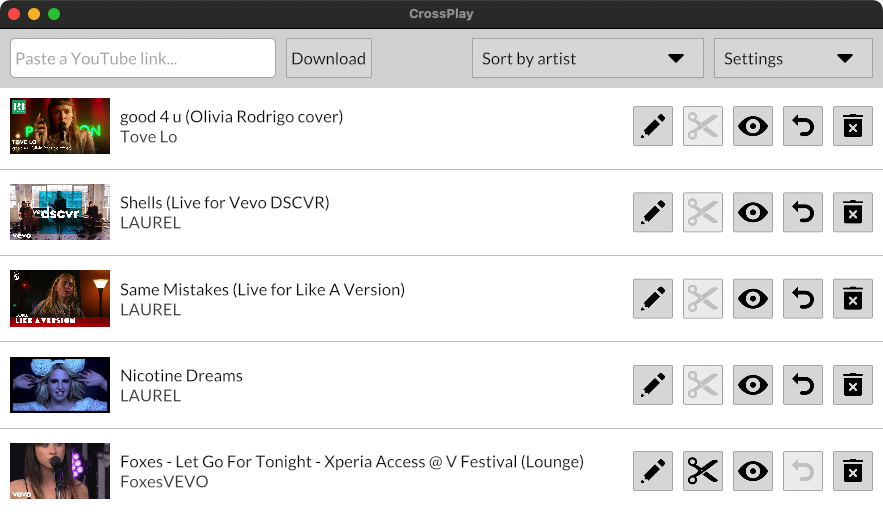 CrossPlay
Paste a YouTube link...
Download
Sort by artist
Settings
good 4 u (Olivia Rodrigo cover)
Tove Lo
TOVE LO
Shells (Live for Vevo DSCVR)
LAUREL
dscvr
vevo
Same Mistakes (Live for Like A Version)
LAUREL
LIKE A VERSION
Nicotine Dreams
LAUREL
Foxes - Let Go For Tonight - Xperia Access @ V Festival (Lounge)
FoxesVEVO
vevo